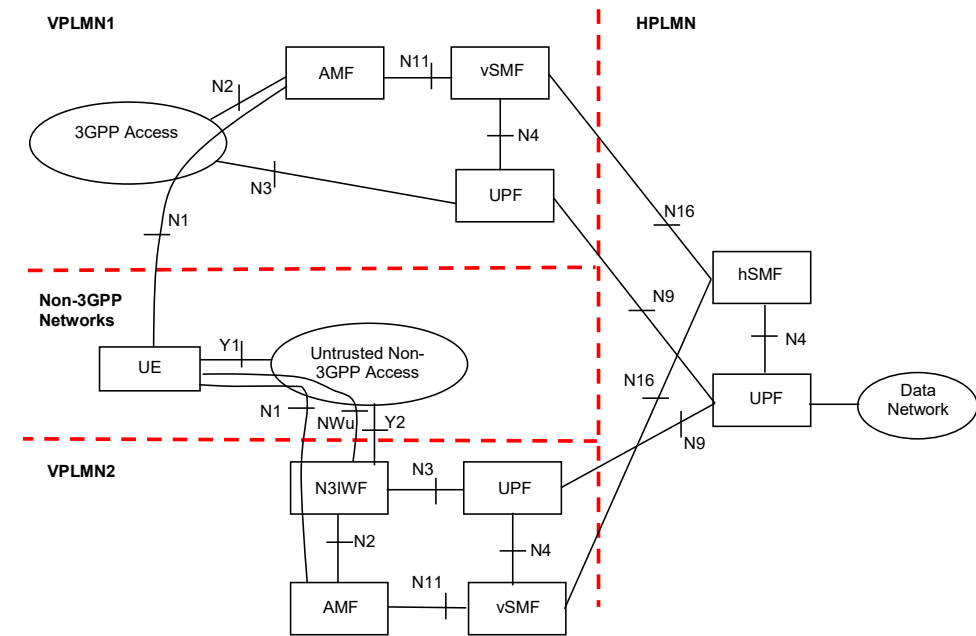 VPLMN1
HPLMN
AMF
N11
vSMF
N2
3GPP Access
N4
N3
UPF
N1
N16
Non-3GPP
Networks
hSMF
N9
N4
UE
Y1
Untrusted Non-
3GPP Access
N16
UPF
Data
Network
N1
NWu
Y2
N9
VPLMN2
N3IWF
N3
UPF
N2
N4
AMF
N11
vSMF